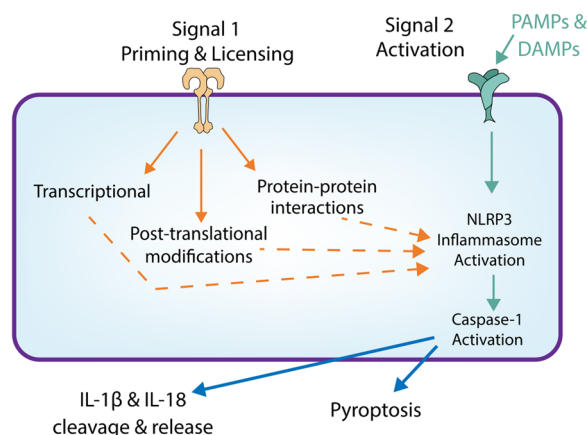 Signal 1
Priming & Licensing
Signal 2
Activation
PAMPs &
DAMPs
Transcriptional
Protein-protein
interactions
Post-translational
modifications
NLRP3
Inflammasome
Activation
Caspase-1
Activation
IL-1β & IL-18
cleavage & release
Pyroptosis